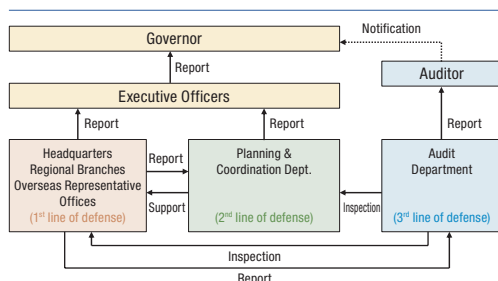 Notification
Governor
Report
Auditor
Executive Officers
Report
Report
Report
Headquarters
Regional Branches
Overseas Representative
Offices
(1st line of defense)
Report
Support
Planning &
Coordination Dept.
(2nd line of defense)
Inspection
Audit
Department
(3rd line of defense)
Inspection
Report